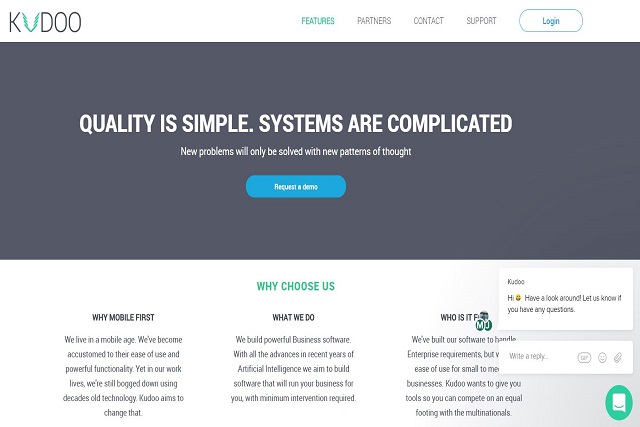 KUDOO
FEATURES PARTNERS CONTACT SUPPORT Login
QUALITY IS SIMPLE. SYSTEMS ARE COMPLICATED
New problems will only be solved with new patterns of thought
Request a demo
WHY CHOOSE US
WHY MOBILE FIRST
We live in a mobile age. We've become
accustomed to their ease of use and
powerful functionality. Yet in our work
lives, we're still bogged down using
decades old technology. Kudoo aims to
change that.
WHAT WE DO
We build powerful Business software.
With all the advances in recent years of
Artificial Intelligence we aim to build
software that will run your business for
you, with minimum intervention required.
WHO IS IT
We've built our software to handle
Enterprise requirements, but
ease of use for small to
businesses. Kudoo wants to give you
tools so you can compete on an equal
footing with the multinationals.
Kudoo
Hi Have a look around! Let us know if
you have any questions.
M J
Write a reply...
GIF